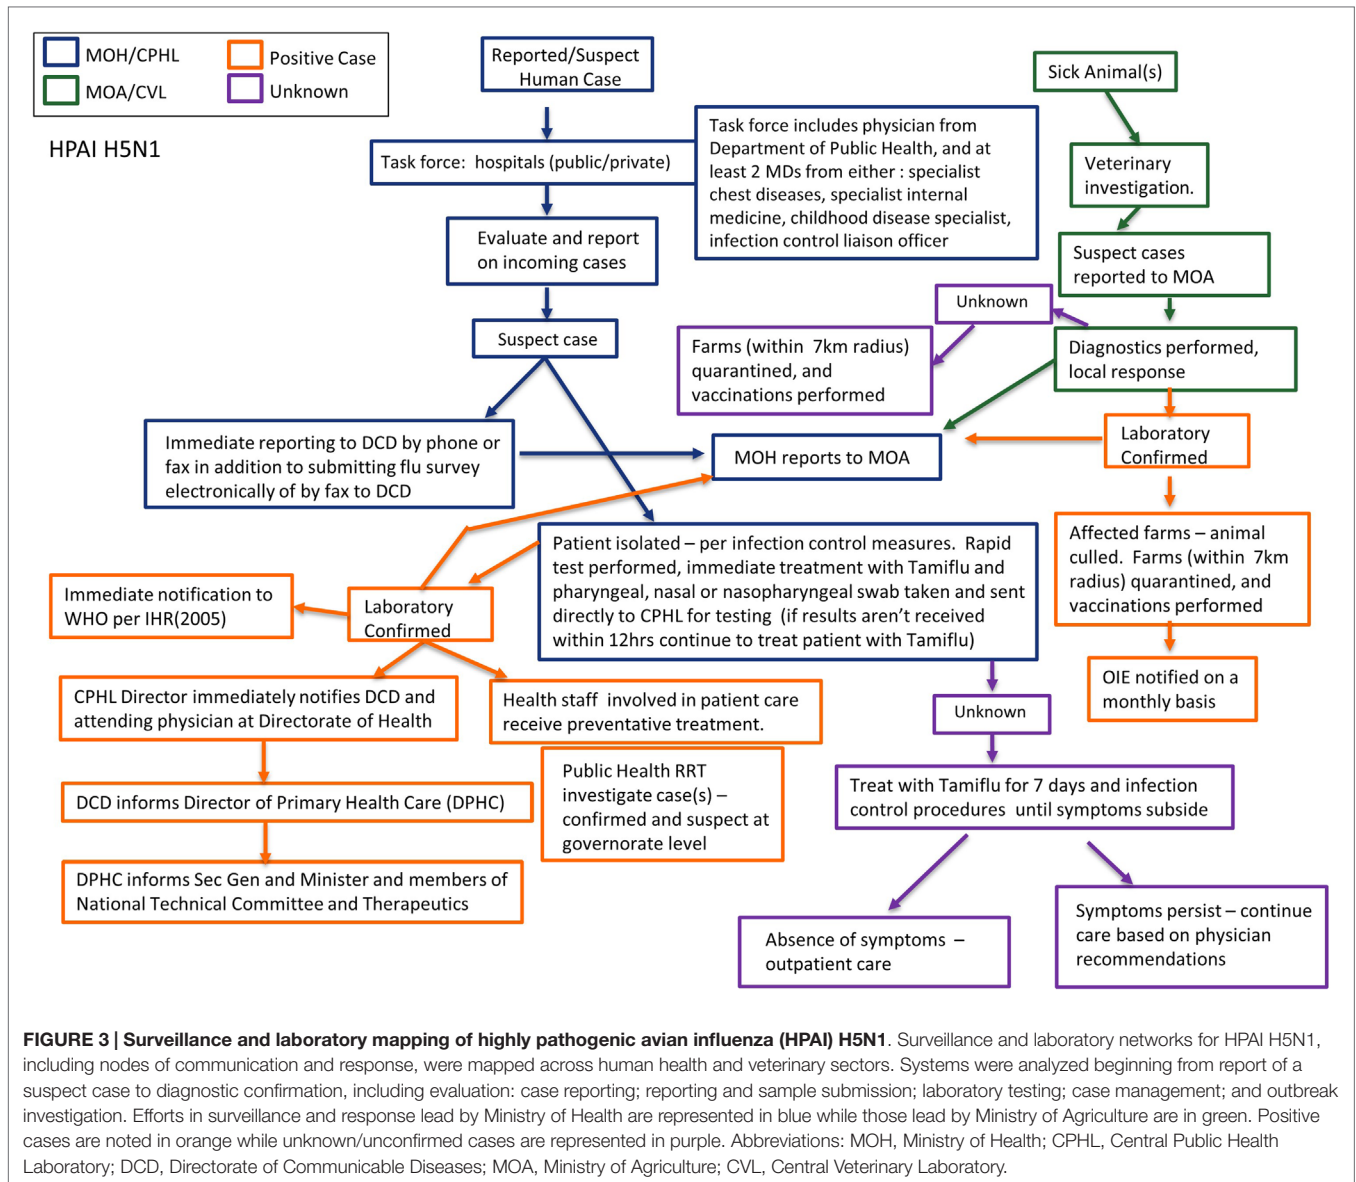 MOH/CPHL
Positive Case
MOA/CVL
Unknown
HPAI H5N1
Reported/Suspect
Human Case
Sick Animal(s)
Task force:  hospitals (public/private)
Task force includes physician from
Department of Public Health, and at
least 2 MDs from either : specialist
chest diseases, specialist internal
medicine, childhood disease specialist,
infection control liaison officer
Veterinary
investigation.
Evaluate and report
on incoming cases
Suspect cases
reported to MOA
Unknown
Suspect case
Farms (within  7km radius)
quarantined, and
vaccinations performed
Diagnostics performed,
local response
Immediate reporting to DCD by phone or
fax in addition to submitting flu survey
electronically of by fax to DCD
MOH reports to MOA
Laboratory
Confirmed
Patient isolated – per infection control measures.  Rapid
test performed, immediate treatment with Tamiflu and
pharyngeal, nasal or nasopharyngeal swab taken and sent
directly to CPHL for testing  (if results aren't received
within 12hrs continue to treat patient with Tamiflu)
Affected farms – animal
culled.  Farms (within  7km
radius) quarantined, and
vaccinations performed
Immediate notification to
WHO per IHR(2005)
Laboratory
Confirmed
OIE notified on a
monthly basis
CPHL Director immediately notifies DCD and
attending physician at Directorate of Health
Health staff  involved in patient care
receive preventative treatment.
Unknown
Public Health RRT
investigate case(s) –
confirmed and suspect at
governorate level
DCD informs Director of Primary Health Care (DPHC)
Treat with Tamiflu for 7 days and infection
control procedures  until symptoms subside
DPHC informs Sec Gen and Minister and members of
National Technical Committee and Therapeutics
Absence of symptoms  –
outpatient care
Symptoms persist – continue
care based on physician
recommendations
FIGURE 3 | Surveillance and laboratory mapping of highly pathogenic avian influenza (HPAI) H5N1. Surveillance and laboratory networks for HPAI H5N1,
including nodes of communication and response, were mapped across human health and veterinary sectors. Systems were analyzed beginning from report of a
suspect case to diagnostic confirmation, including evaluation: case reporting; reporting and sample submission; laboratory testing; case management; and outbreak
investigation. Efforts in surveillance and response lead by Ministry of Health are represented in blue while those lead by Ministry of Agriculture are in green. Positive
cases are noted in orange while unknown/unconfirmed cases are represented in purple. Abbreviations: MOH, Ministry of Health; CPHL, Central Public Health
Laboratory; DCD, Directorate of Communicable Diseases; MOA, Ministry of Agriculture; CVL, Central Veterinary Laboratory.